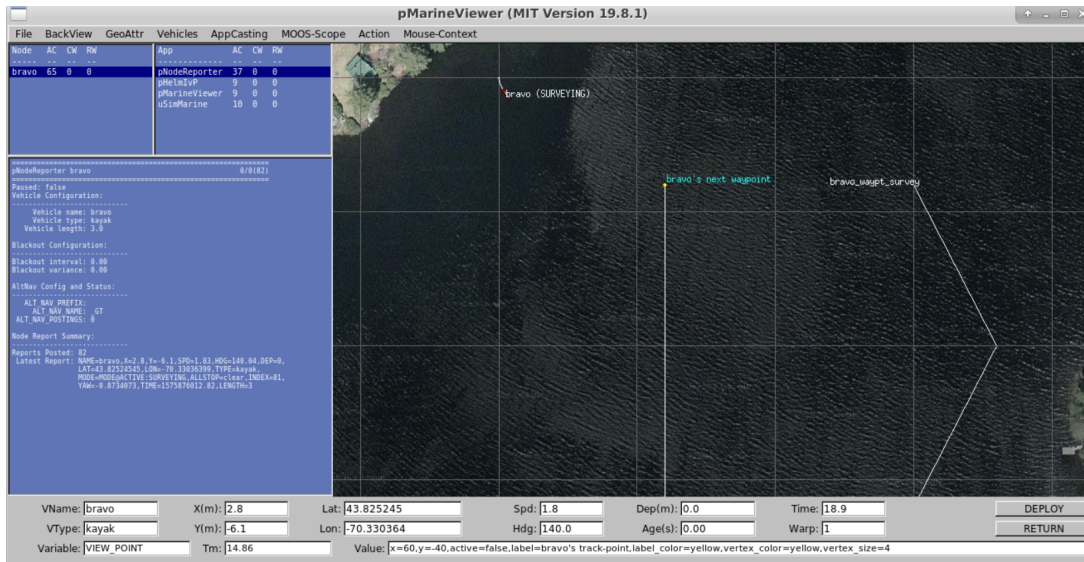 pMarineViewer (MIT Version 19.8.1)
File BackView GeoAttr Vehicles AppCasting MOOS-Scope Action Mouse-Context
Node AC CW RW
----- -- -- --
bravo 65 0 0
App AC CW RW
------------ -- -- --
pNodeReporter 37 0 0
pHelmIvP 9 0 0
pMarineViewer 9 0 0
uSimMarine 10 0 0
pNodeReporter bravo 0/0(82)
Paused: false
Vehicle Configuration:
Vehicle name: bravo
Vehicle type: kayak
Vehicle length: 3.0
Blackout Configuration:
Blackout interval: 0.00
Blackout variance: 0.00
AltNav Config and Status:
ALT_NAV_PREFIX:
ALT_NAV_NAME: _GT
ALT_NAV_POSTINGS: 0
Node Report Summary:
Reports Posted: 82
Latest Report: NAME=bravo,X=2.8,Y=-6.1,SPD=1.83,HDG=140.04,DEP=0,
LAT=43.82524545,LON=-70.33036399,TYPE=kayak,
MODE=MODE@ACTIVE:SURVEYING,ALLSTOP=clear,INDEX=81,
YAW=-0.8734073,TIME=1575876012.82,LENGTH=3
bravo (SURVEYING)
bravo's next waypoint
bravo_waypt_survey
VName: bravo X(m): 2.8 Lat: 43.825245 Spd: 1.8 Dep(m): 0.0 Time: 18.9 DEPLOY
VType: kayak Y(m): -6.1 Lon: -70.330364 Hdg: 140.0 Age(s): 0.00 Warp: 1 RETURN
Variable: VIEW_POINT Tm: 14.86 Value: x=60,y=-40,active=false,label=bravo's track-point,label_color=yellow,vertex_color=yellow,vertex_size=4